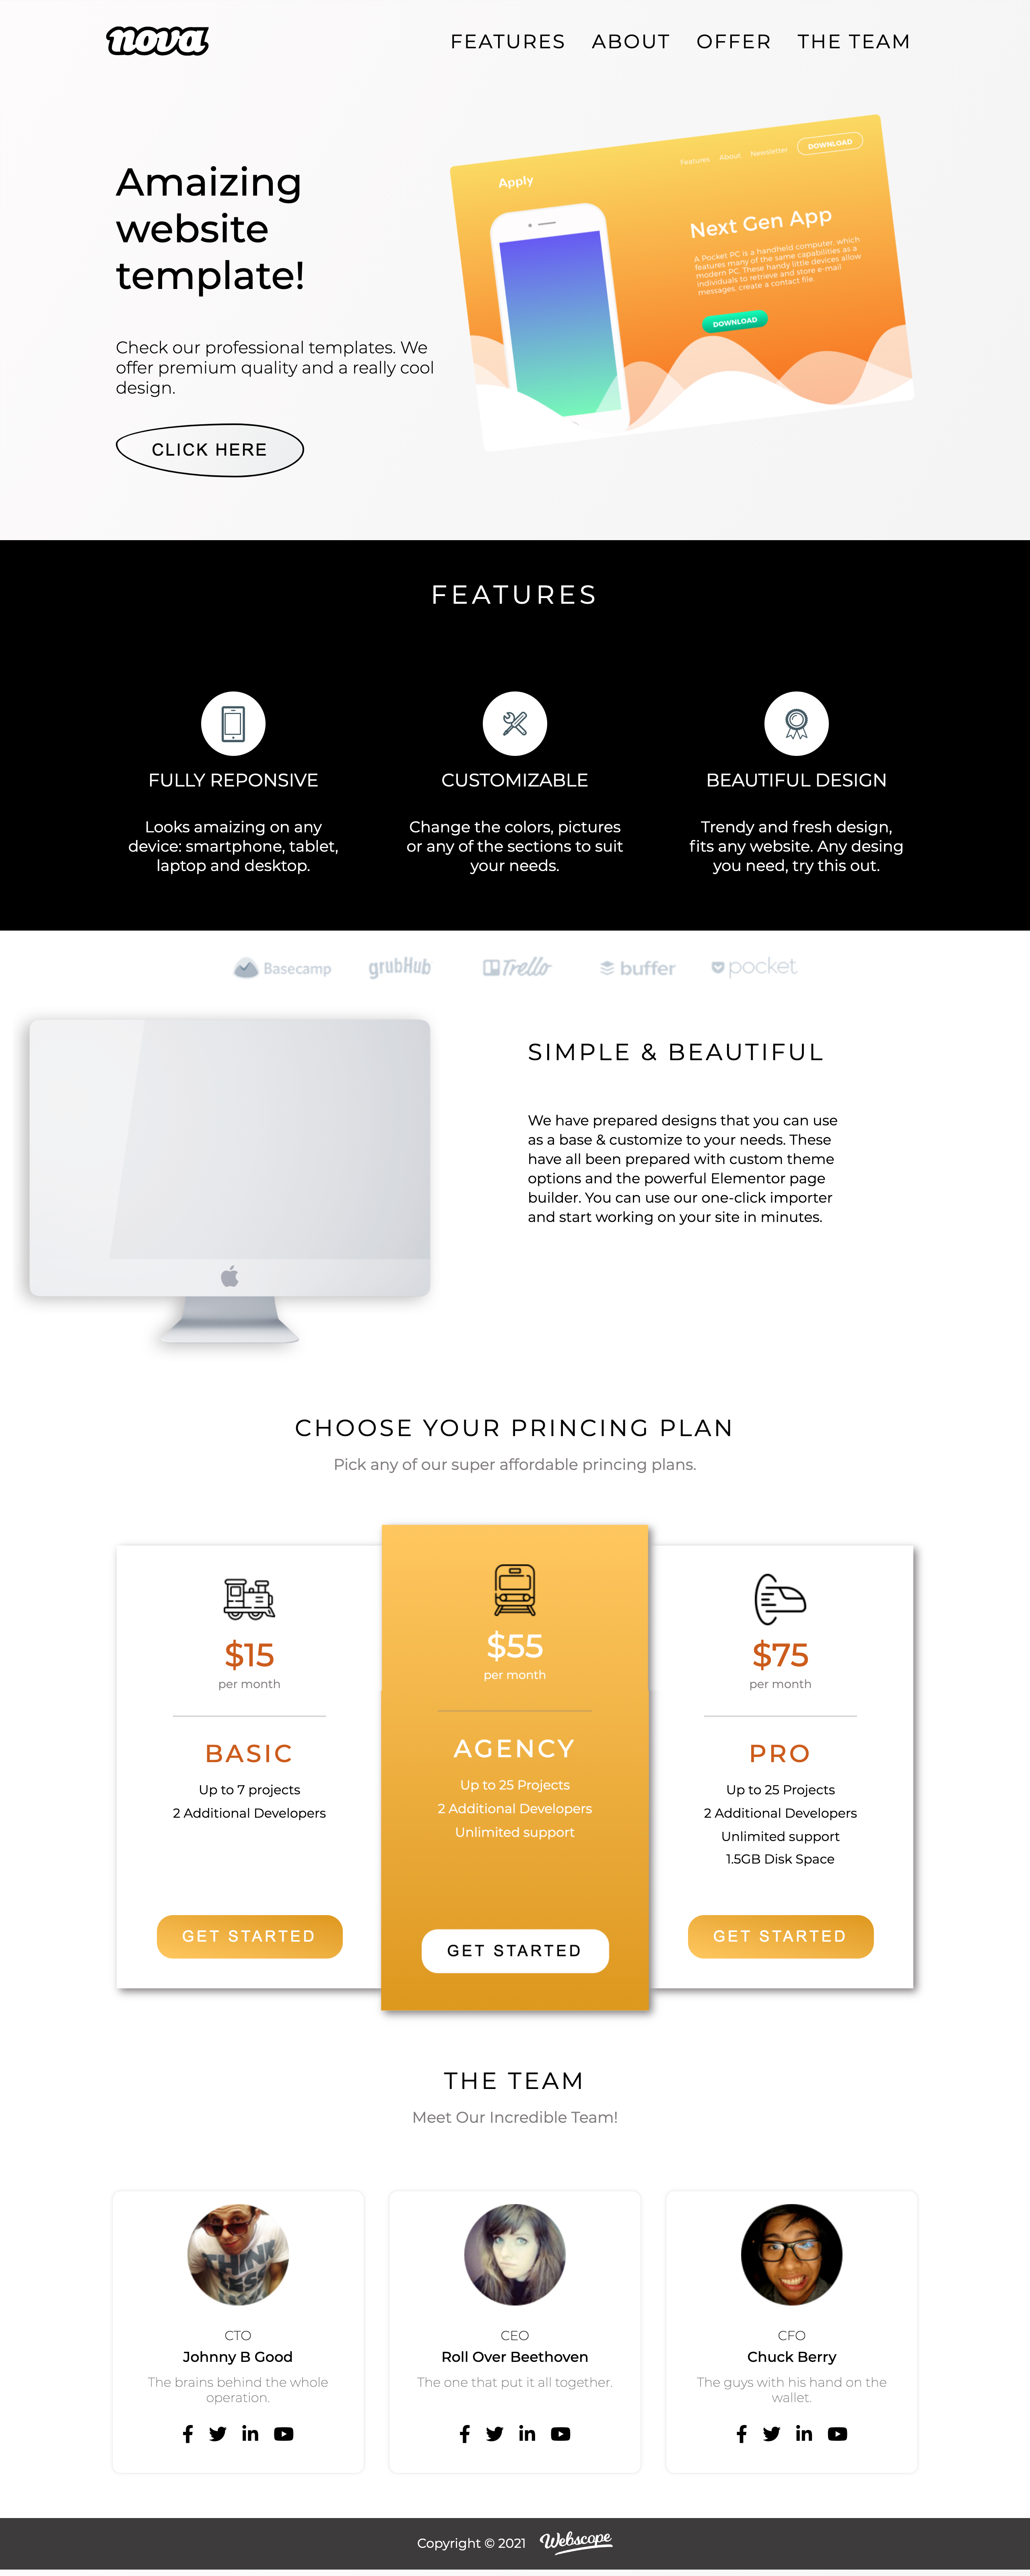 nova
FEATURES ABOUT OFFER THE TEAM
Amaizing
website
template!
Check our professional templates. We
offer premium quality and a really cool
design.
CLICK HERE
Features About Newsletter DOWNLOAD
Apply
Next Gen App
A Pocket PC is a handheld computer, which
features many of the same capabilities as a
modern PC. These handy little devices allow
individuals to retrieve and store e-mail
messages, create a contact file.
DOWNLOAD
FEATURES
FULLY REPONSIVE
Looks amaizing on any
device: smartphone, tablet,
laptop and desktop.
CUSTOMIZABLE
Change the colors, pictures
or any of the sections to suit
your needs.
BEAUTIFUL DESIGN
Trendy and fresh design,
fits any website. Any desing
you need, try this out.
Basecamp grubHub Trello buffer pocket
SIMPLE & BEAUTIFUL
We have prepared designs that you can use
as a base & customize to your needs. These
have all been prepared with custom theme
options and the powerful Elementor page
builder. You can use our one-click importer
and start working on your site in minutes.
CHOOSE YOUR PRINCING PLAN
Pick any of our super affordable princing plans.
$15
per month
BASIC
Up to 7 projects
2 Additional Developers
GET STARTED
$55
per month
AGENCY
Up to 25 Projects
2 Additional Developers
Unlimited support
GET STARTED
$75
per month
PRO
Up to 25 Projects
2 Additional Developers
Unlimited support
1.5GB Disk Space
GET STARTED
THE TEAM
Meet Our Incredible Team!
THINK
LESS
CTO
Johnny B Good
The brains behind the whole
operation.
CEO
Roll Over Beethoven
The one that put it all together.
CFO
Chuck Berry
The guys with his hand on the
wallet.
Copyright © 2021 Webscope